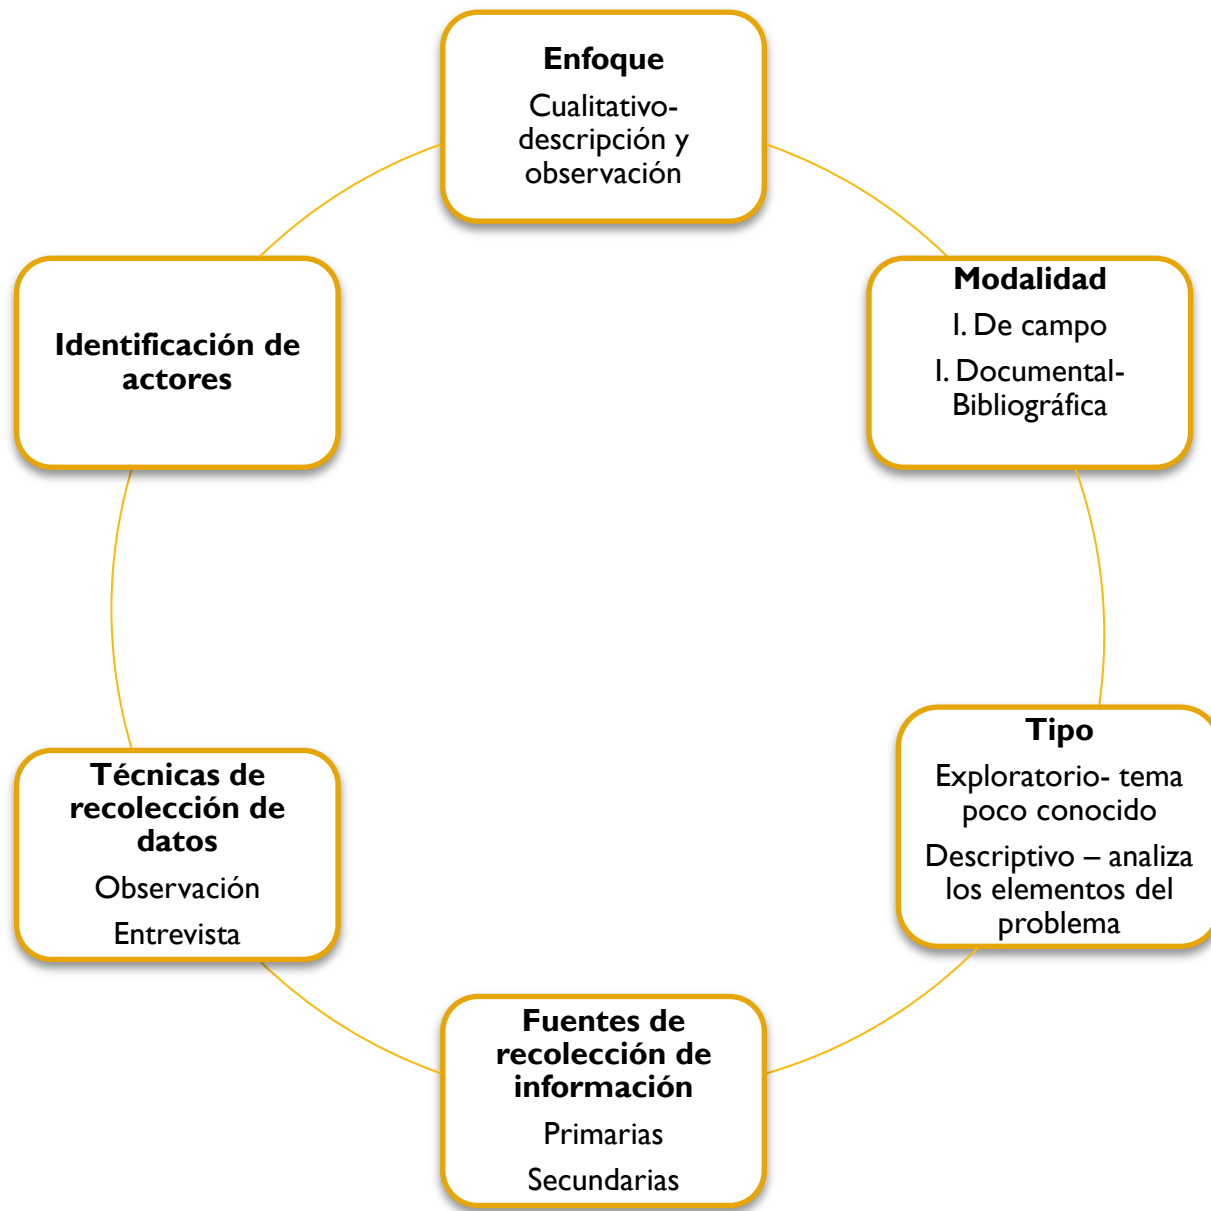 Enfoque
Cualitativo-
descripción y
observación
Modalidad
I. De campo
I. Documental-
Bibliográfica
Tipo
Exploratorio- tema
poco conocido
Descriptivo – analiza
los elementos del
problema
Fuentes de
recolección de
información
Primarias
Secundarias
Técnicas de
recolección de
datos
Observación
Entrevista
Identificación de
actores